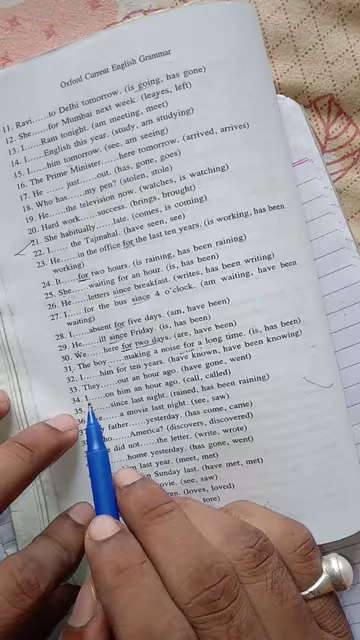 Oxford Current English Grammar
11. Ravi......to Delhi tomorrow. (is going, has gone)
12. She......for Mumbai next week. (leaves, left)
13. I......Ram tonight. (am meeting, meet)
14. I......English this year. (study, am studying)
15. I......him tomorrow. (see, am seeing)
16. The Prime Minister......here tomorrow. (arrived, arrives)
17. He ...... just......out. (has, gone, goes)
18. Who has......my pen? (stolen, stole)
19. He......the television now. (watches, is watching)
20. Hard work......success. (brings, brought)
21. She habitually......late. (comes, is coming)
22. I...... the Tajmahal. (have seen, see)
23. He......in the office for the last ten years. (is working, has been
working)
24. It......for two hours. (is raining, has been raining)
25. She......waiting for an hour. (is, has been)
26. He......letters since breakfast. (writes, has been writing)
27. I......for the bus since 4 o'clock. (am waiting, have been
waiting)
28. I......absent for five days. (am, have been)
29. He......ill since Friday. (is, has been)
30. We......here for two days. (are, have been)
31. The boy......making a noise for a long time. (is, has been)
32. I......him for ten years. (have known, have been knowing)
33. They......out an hour ago. (have gone, went)
34. I......on him an hour ago. (call, called)
35. ......since last night. (rained, has been raining)
36. ......a movie last night. (see, saw)
father......yesterday. (has come, came)
......America? (discovers, discovered)
did not......the letter. (write, wrote)
......home yesterday. (has gone, went)
last year. (meet, met)
on Sunday last. (have met, met)
movie. (see, saw)
(loves, loved)